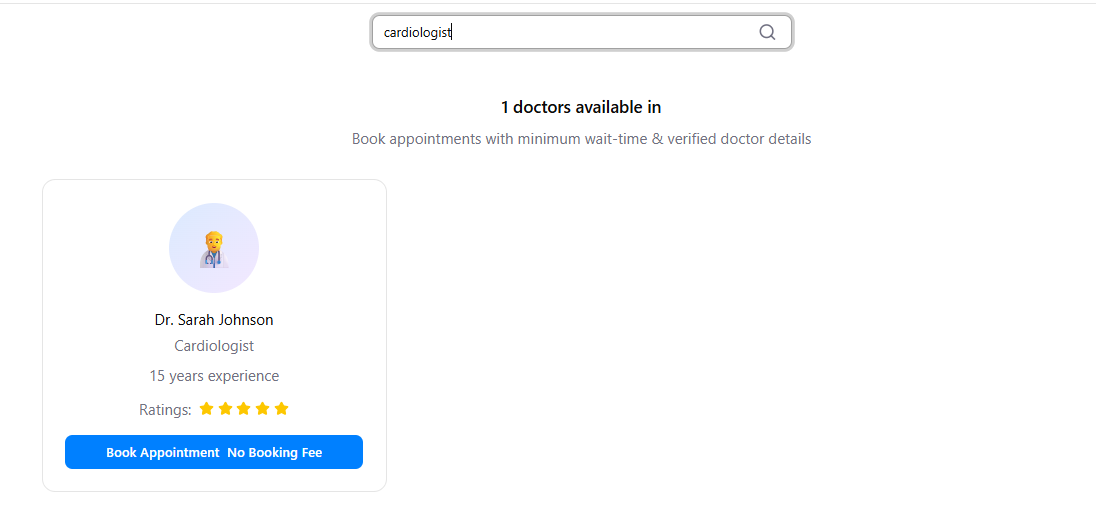 cardiologist
1 doctors available in
Book appointments with minimum wait-time & verified doctor details
Dr. Sarah Johnson
Cardiologist
15 years experience
Ratings:
Book Appointment No Booking Fee